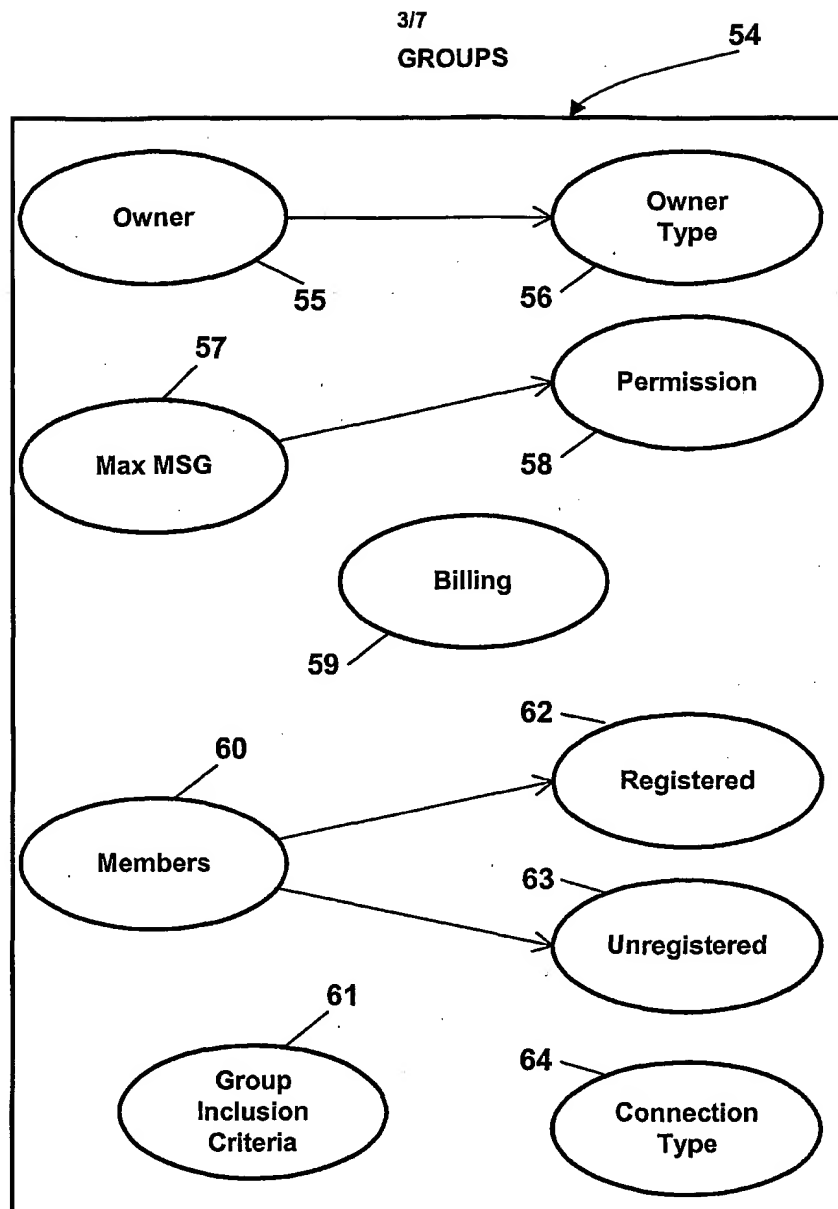 3/7
GROUPS
54
Owner
Owner
Type
55
56
57
Permission
Max MSG
58
Billing
59
62
60
Registered
Members
63
Unregistered
61
64
Group
Inclusion
Criteria
Connection
Type